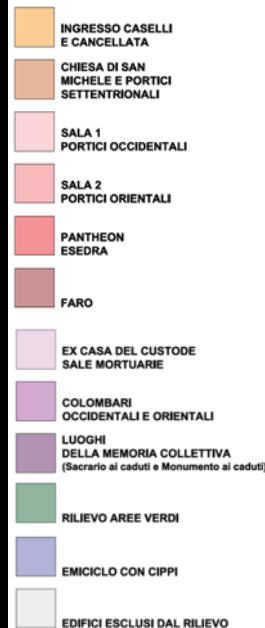 INGRESSO CASELLI
E CANCELLATA
CHIESA DI SAN
MICHELE E PORTICI
SETTENTRIONALI
SALA 1
PORTICI OCCIDENTALI
SALA 2
PORTICI ORIENTALI
PANTHEON
ESEDRA
FARO
EX CASA DEL CUSTODE
SALE MORTUARIE
COLOMBARI
OCCIDENTALI E ORIENTALI
LUOGHI
DELLA MEMORIA COLLETTIVA
(Sacrario ai caduti e Monumento ai caduti)
RILIEVO AREE VERDI
EMICICLO CON CIPPI
EDIFICI ESCLUSI DAL RILIEVO